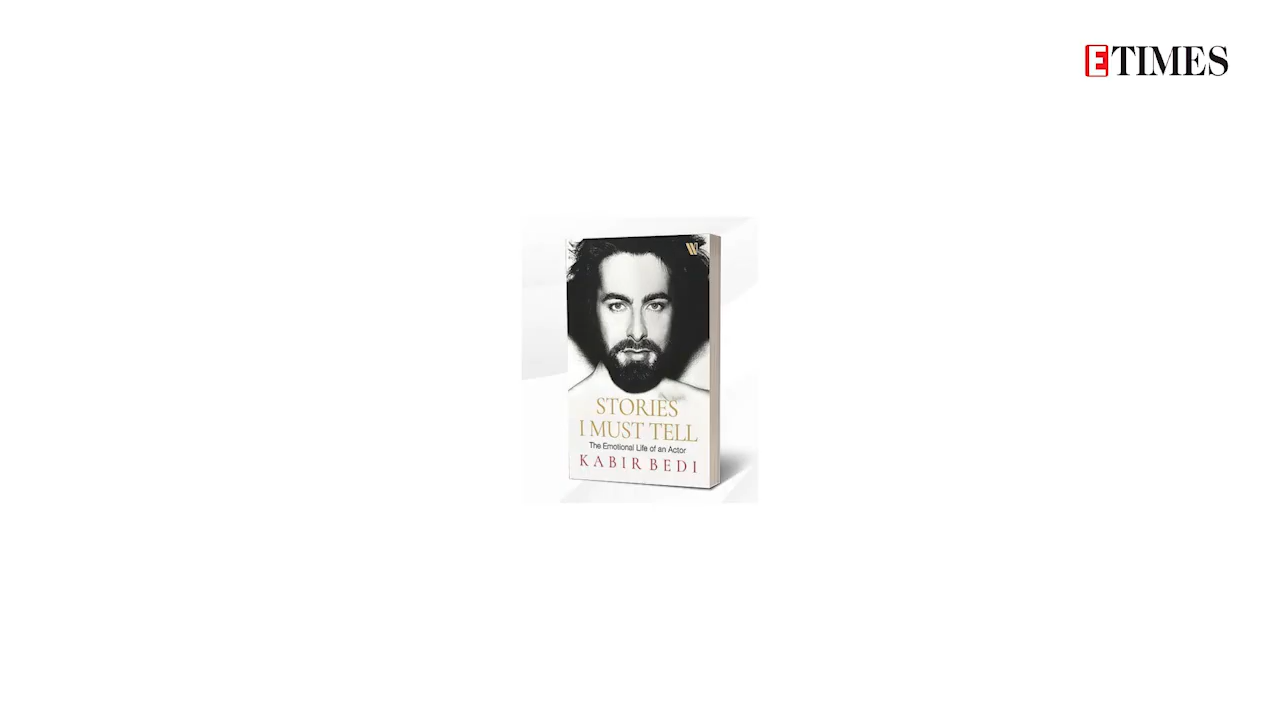 ETIMES
STORIES
I MUST TELL
The Emotional Life of an Actor
KABIR BEDI